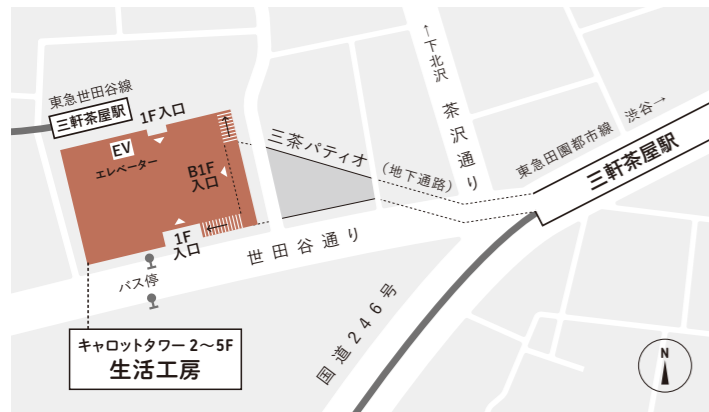 東急世田谷線
三軒茶屋駅
1F入口
EV
エレベーター
B1F
入口
1F
入口
バス停
キャロットタワー 2～5F
生活工房
三茶パティオ
(地下通路)
世田谷通り
←下北沢
茶沢通り
東急田園都市線
渋谷→
三軒茶屋駅
国道246号
N